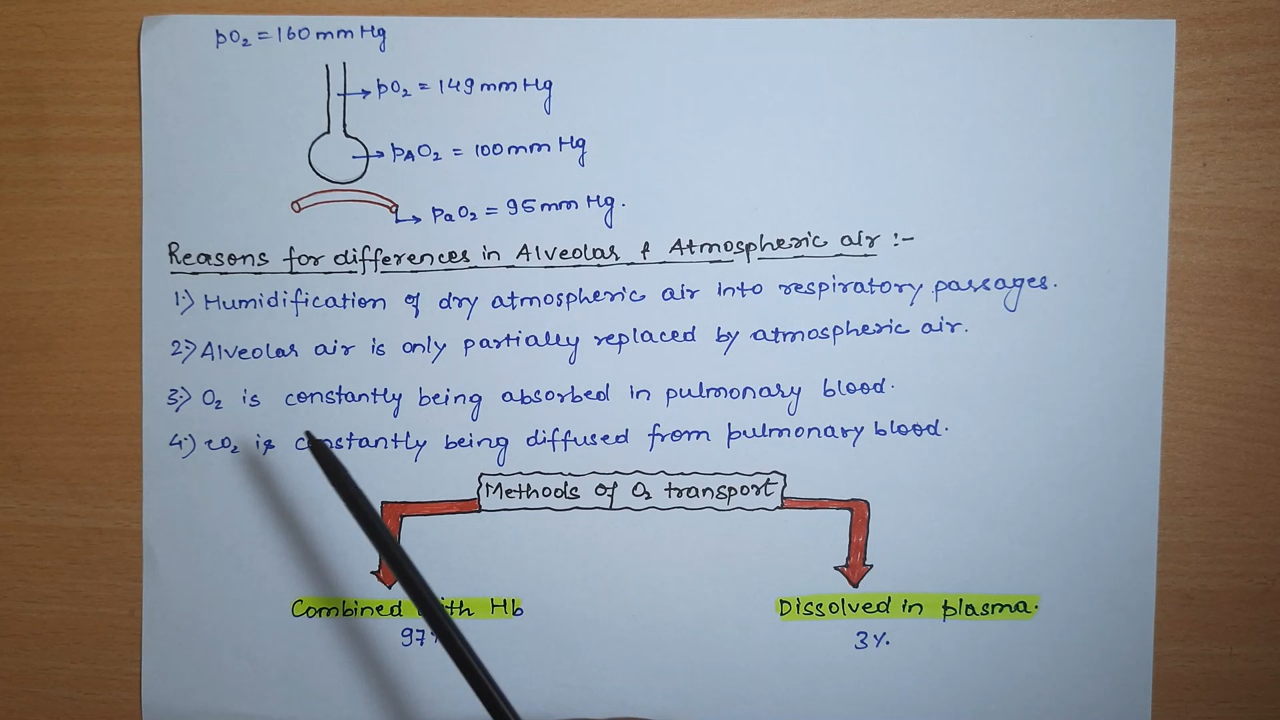 pO₂ = 160 mm Hg
pO₂ = 149 mm Hg
PAO₂ = 100 mm Hg
PaO₂ = 95 mm Hg.
Reasons for differences in Alveolar & Atmospheric air :-
1.) Humidification of dry atmospheric air into respiratory passages.
2.) Alveolar air is only partially replaced by atmospheric air.
3.) O₂ is constantly being absorbed in pulmonary blood.
4.) CO₂ is constantly being diffused from pulmonary blood.
Methods of O₂ transport
Combined with Hb
97%
Dissolved in plasma.
3%